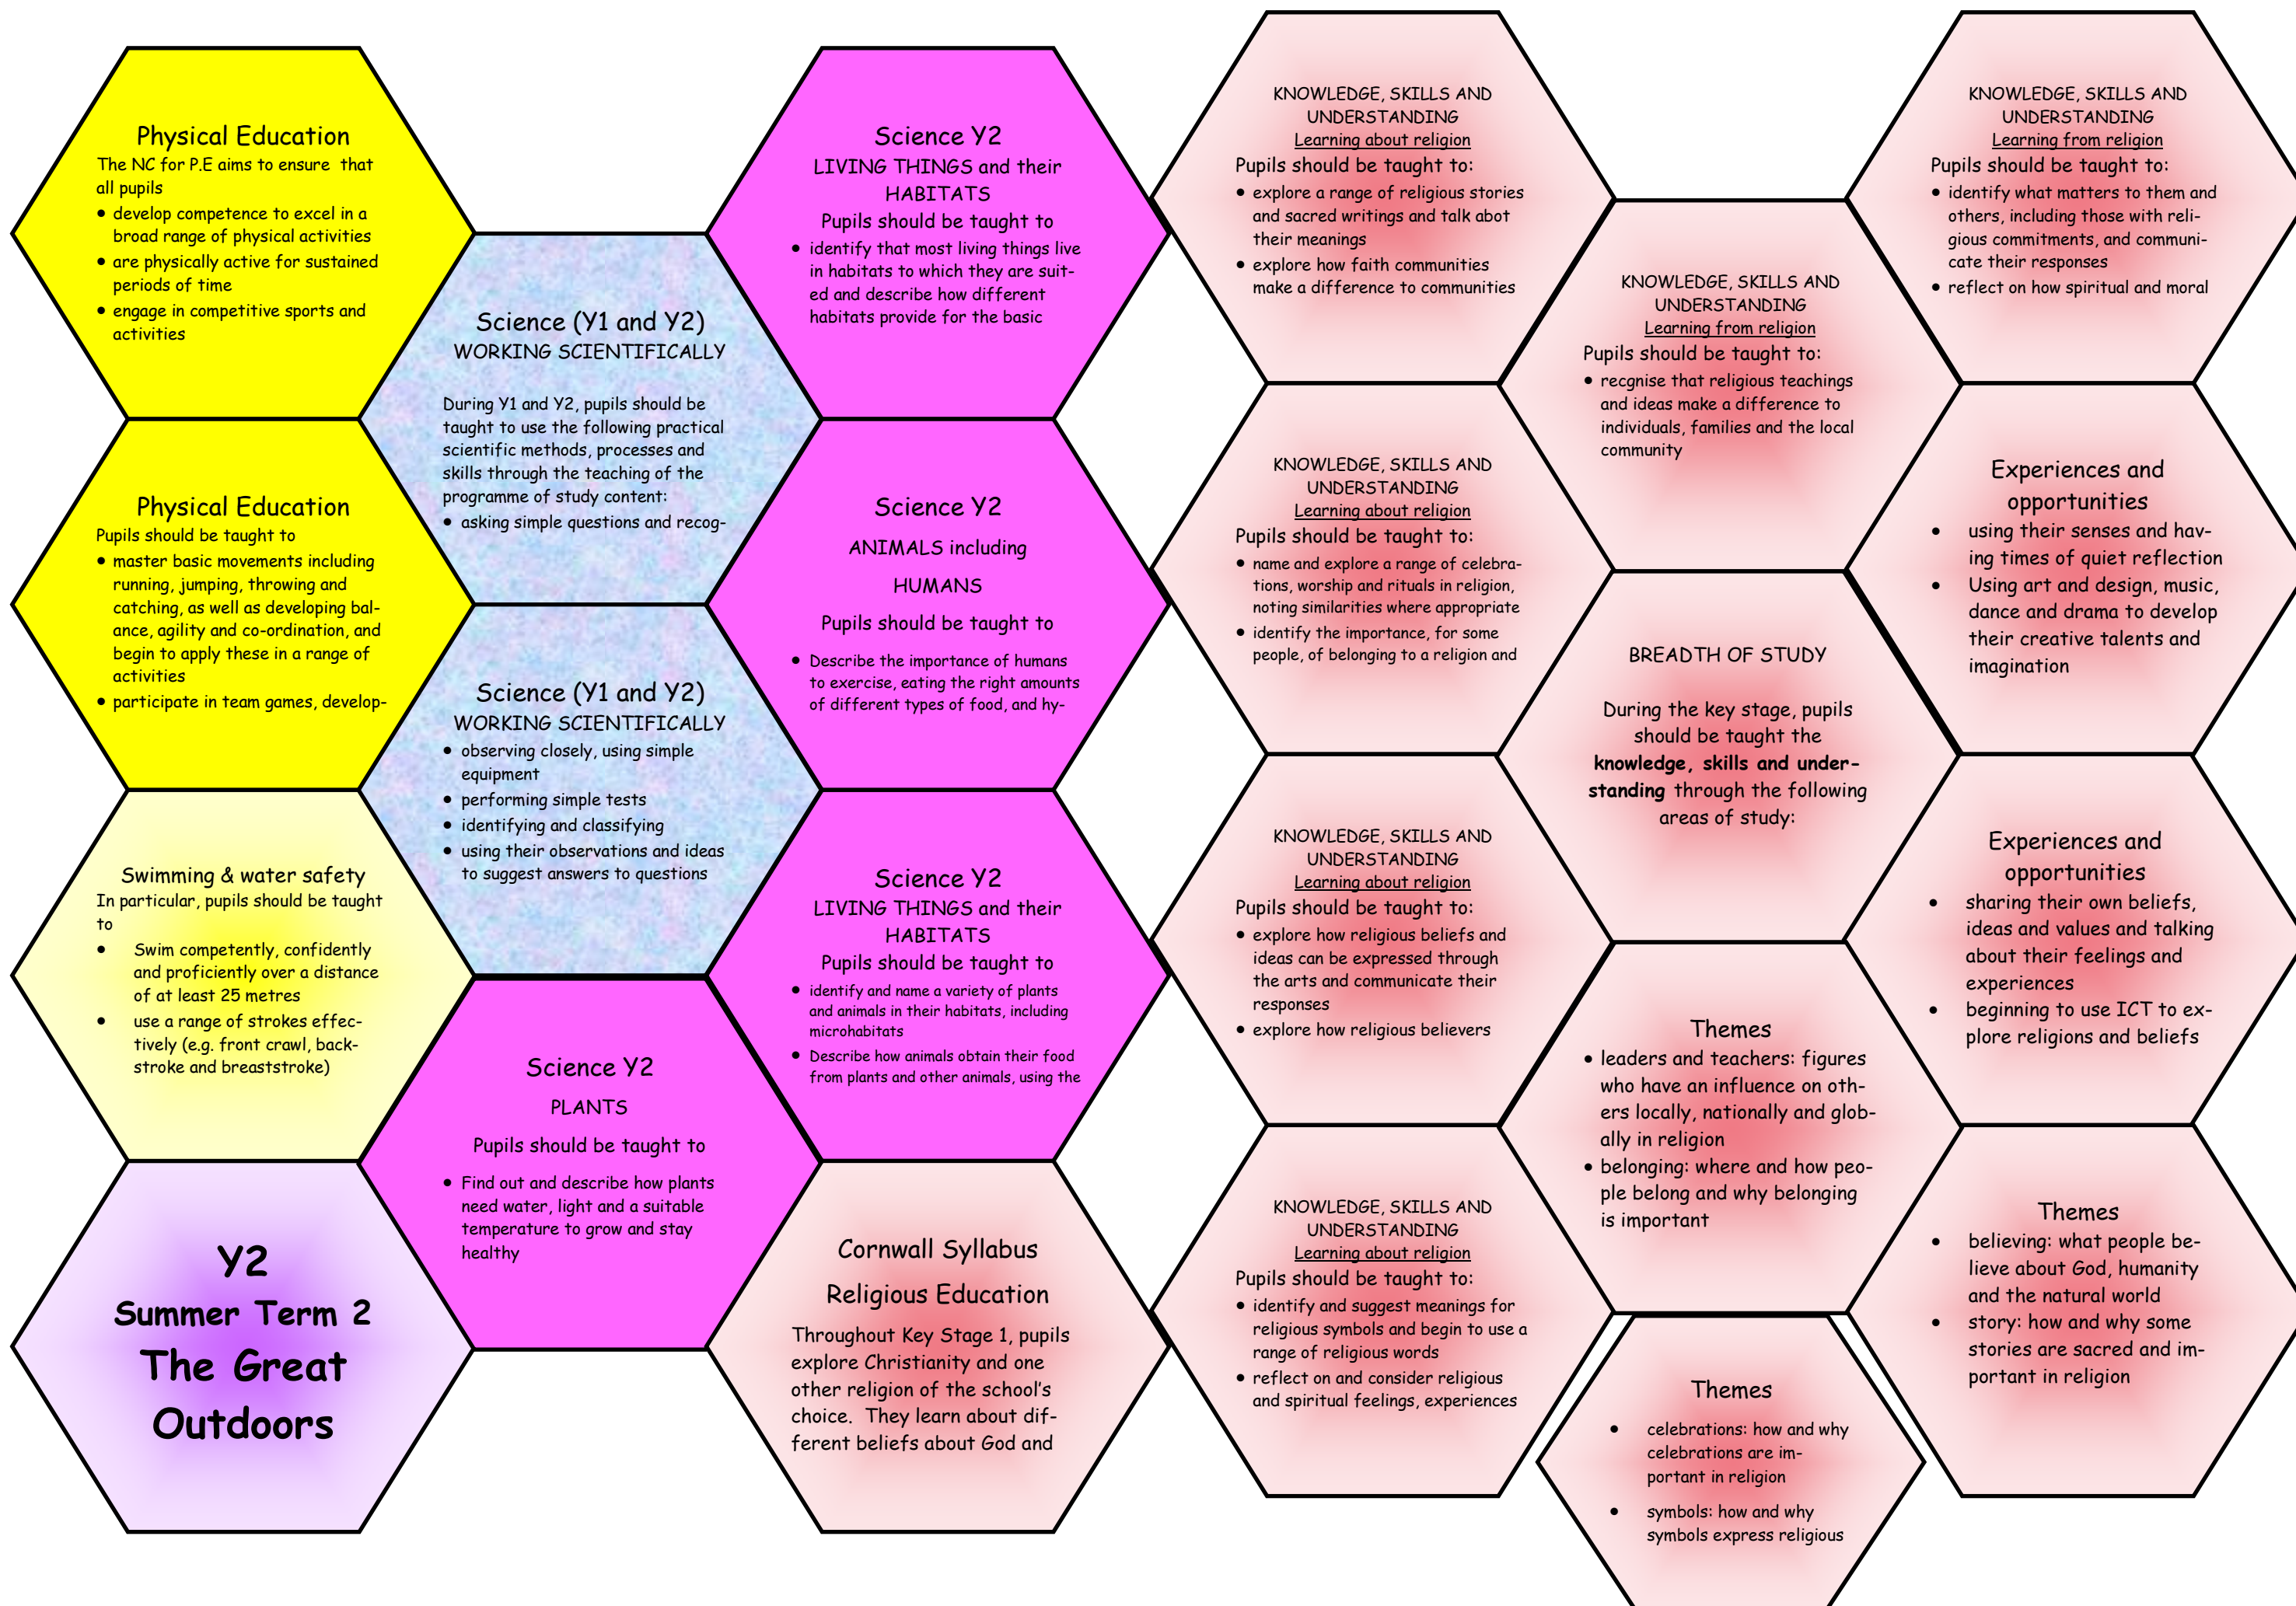 Physical Education
The NC for P.E aims to ensure  that
all pupils
• develop competence to excel in a
broad range of physical activities
• are physically active for sustained
periods of time
• engage in competitive sports and
activities
Physical Education
Pupils should be taught to
• master basic movements including
running, jumping, throwing and
catching, as well as developing bal-
ance, agility and co-ordination, and
begin to apply these in a range of
activities
• participate in team games, develop-
Swimming & water safety
In particular, pupils should be taught
to
• Swim competently, confidently
and proficiently over a distance
of at least 25 metres
• use a range of strokes effec-
tively (e.g. front crawl, back-
stroke and breaststroke)
Y2
Summer Term 2
The Great
Outdoors
Science (Y1 and Y2)
WORKING SCIENTIFICALLY
During Y1 and Y2, pupils should be
taught to use the following practical
scientific methods, processes and
skills through the teaching of the
programme of study content:
• asking simple questions and recog-
Science (Y1 and Y2)
WORKING SCIENTIFICALLY
• observing closely, using simple
equipment
• performing simple tests
• identifying and classifying
• using their observations and ideas
to suggest answers to questions
Science Y2
PLANTS
Pupils should be taught to
• Find out and describe how plants
need water, light and a suitable
temperature to grow and stay
healthy
Science Y2
LIVING THINGS and their
HABITATS
Pupils should be taught to
• identify that most living things live
in habitats to which they are suit-
ed and describe how different
habitats provide for the basic
Science Y2
ANIMALS including
HUMANS
Pupils should be taught to
• Describe the importance of humans
to exercise, eating the right amounts
of different types of food, and hy-
Science Y2
LIVING THINGS and their
HABITATS
Pupils should be taught to
• identify and name a variety of plants
and animals in their habitats, including
microhabitats
• Describe how animals obtain their food
from plants and other animals, using the
Cornwall Syllabus
Religious Education
Throughout Key Stage 1, pupils
explore Christianity and one
other religion of the school's
choice.  They learn about dif-
ferent beliefs about God and
KNOWLEDGE, SKILLS AND
UNDERSTANDING
Learning about religion
Pupils should be taught to:
• explore a range of religious stories
and sacred writings and talk abot
their meanings
• explore how faith communities
make a difference to communities
KNOWLEDGE, SKILLS AND
UNDERSTANDING
Learning about religion
Pupils should be taught to:
• name and explore a range of celebra-
tions, worship and rituals in religion,
noting similarities where appropriate
• identify the importance, for some
people, of belonging to a religion and
KNOWLEDGE, SKILLS AND
UNDERSTANDING
Learning about religion
Pupils should be taught to:
• explore how religious beliefs and
ideas can be expressed through
the arts and communicate their
responses
• explore how religious believers
KNOWLEDGE, SKILLS AND
UNDERSTANDING
Learning about religion
Pupils should be taught to:
• identify and suggest meanings for
religious symbols and begin to use a
range of religious words
• reflect on and consider religious
and spiritual feelings, experiences
KNOWLEDGE, SKILLS AND
UNDERSTANDING
Learning from religion
Pupils should be taught to:
• recgnise that religious teachings
and ideas make a difference to
individuals, families and the local
community
BREADTH OF STUDY
During the key stage, pupils
should be taught the
knowledge, skills and under-
standing through the following
areas of study:
Themes
• leaders and teachers: figures
who have an influence on oth-
ers locally, nationally and glob-
ally in religion
• belonging: where and how peo-
ple belong and why belonging
is important
Themes
• celebrations: how and why
celebrations are im-
portant in religion
• symbols: how and why
symbols express religious
KNOWLEDGE, SKILLS AND
UNDERSTANDING
Learning from religion
Pupils should be taught to:
• identify what matters to them and
others, including those with reli-
gious commitments, and communi-
cate their responses
• reflect on how spiritual and moral
Experiences and
opportunities
• using their senses and hav-
ing times of quiet reflection
• Using art and design, music,
dance and drama to develop
their creative talents and
imagination
Experiences and
opportunities
• sharing their own beliefs,
ideas and values and talking
about their feelings and
experiences
• beginning to use ICT to ex-
plore religions and beliefs
Themes
• believing: what people be-
lieve about God, humanity
and the natural world
• story: how and why some
stories are sacred and im-
portant in religion